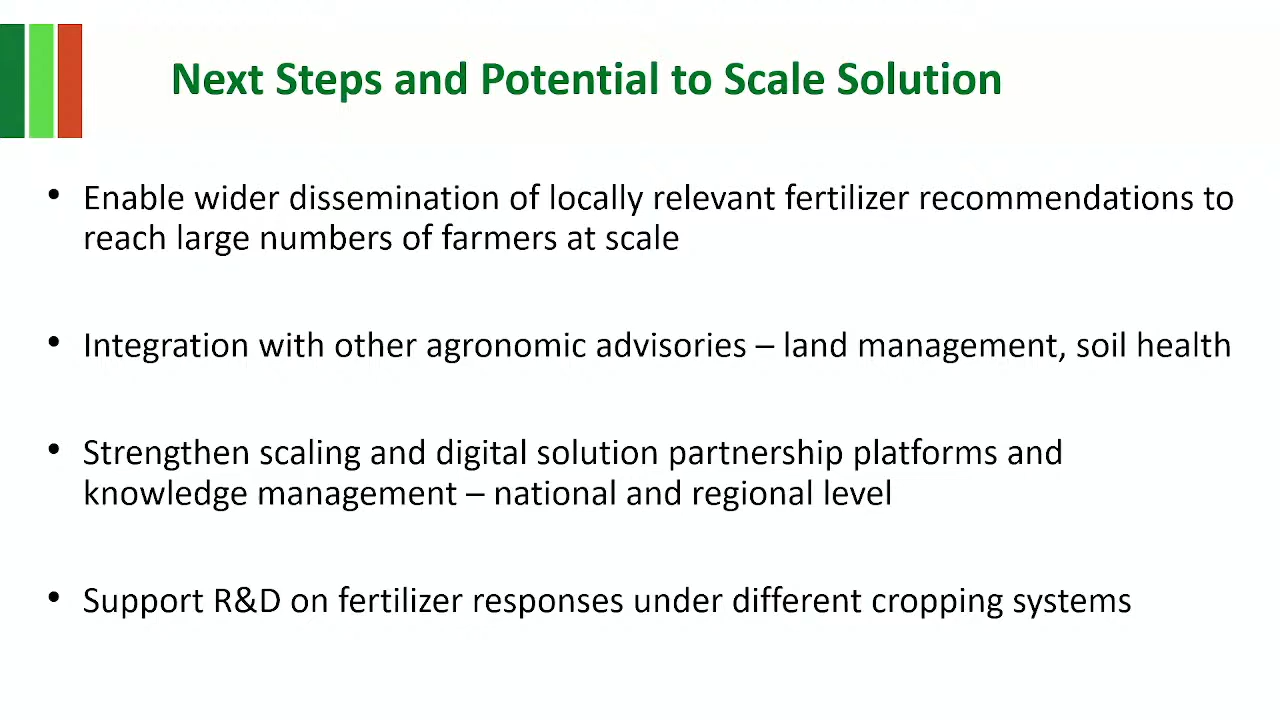 Next Steps and Potential to Scale Solution
• Enable wider dissemination of locally relevant fertilizer recommendations to
reach large numbers of farmers at scale
• Integration with other agronomic advisories – land management, soil health
• Strengthen scaling and digital solution partnership platforms and
knowledge management – national and regional level
• Support R&D on fertilizer responses under different cropping systems